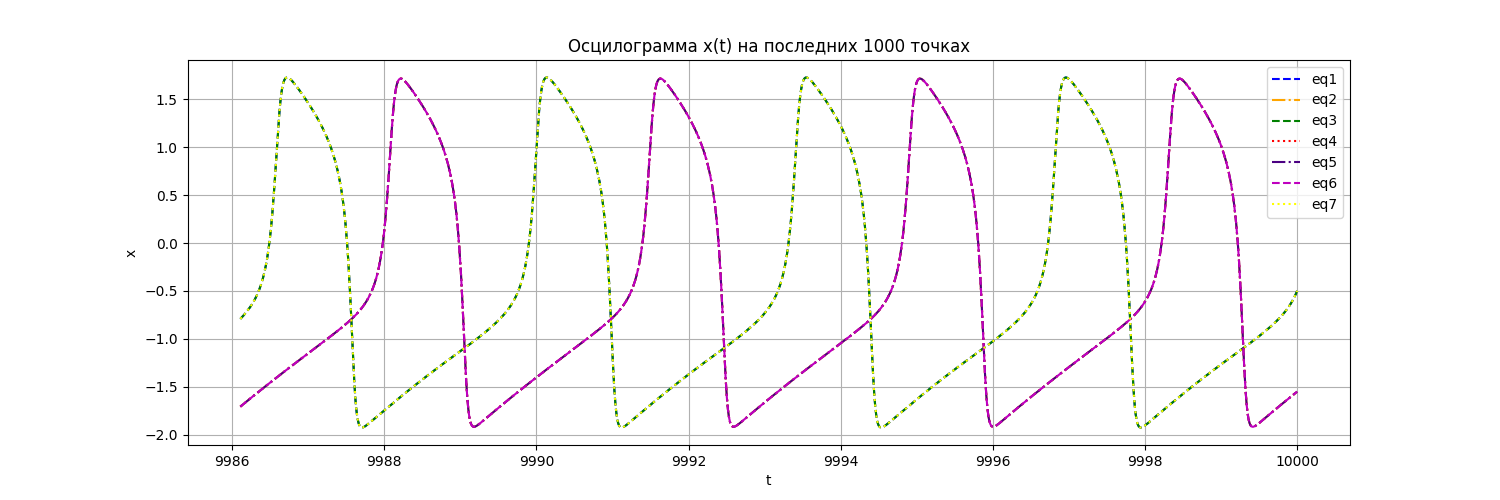 Осцилограмма x(t) на последних 1000 точках
x
1.5
1.0
0.5
0.0
−0.5
−1.0
−1.5
−2.0
eq1
eq2
eq3
eq4
eq5
eq6
eq7
9986
9988
9990
9992
9994
9996
9998
10000
t